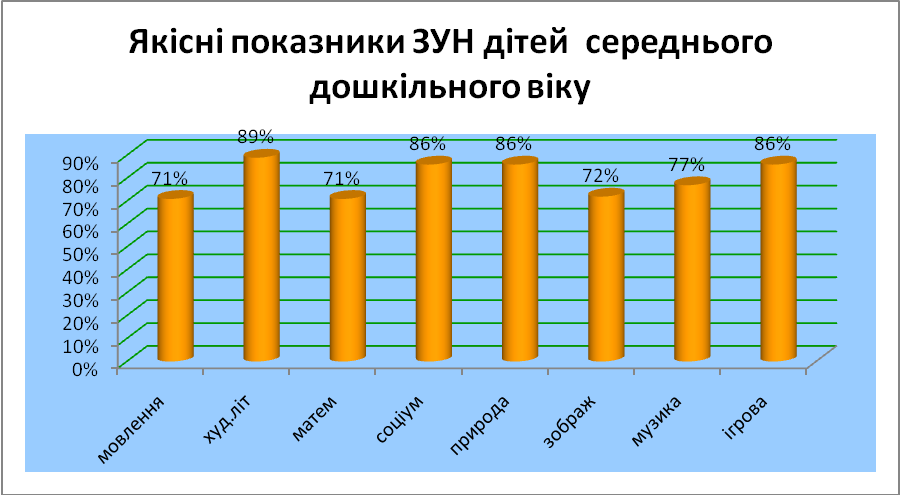 Якісні показники ЗУН дітей  середнього
дошкільного віку
90%
80%
70%
60%
50%
40%
30%
20%
10%
0%
71%
89%
71%
86%
86%
72%
77%
86%
мовлення
худ.літ
матем
соціум
природа
зображ
музика
ігрова